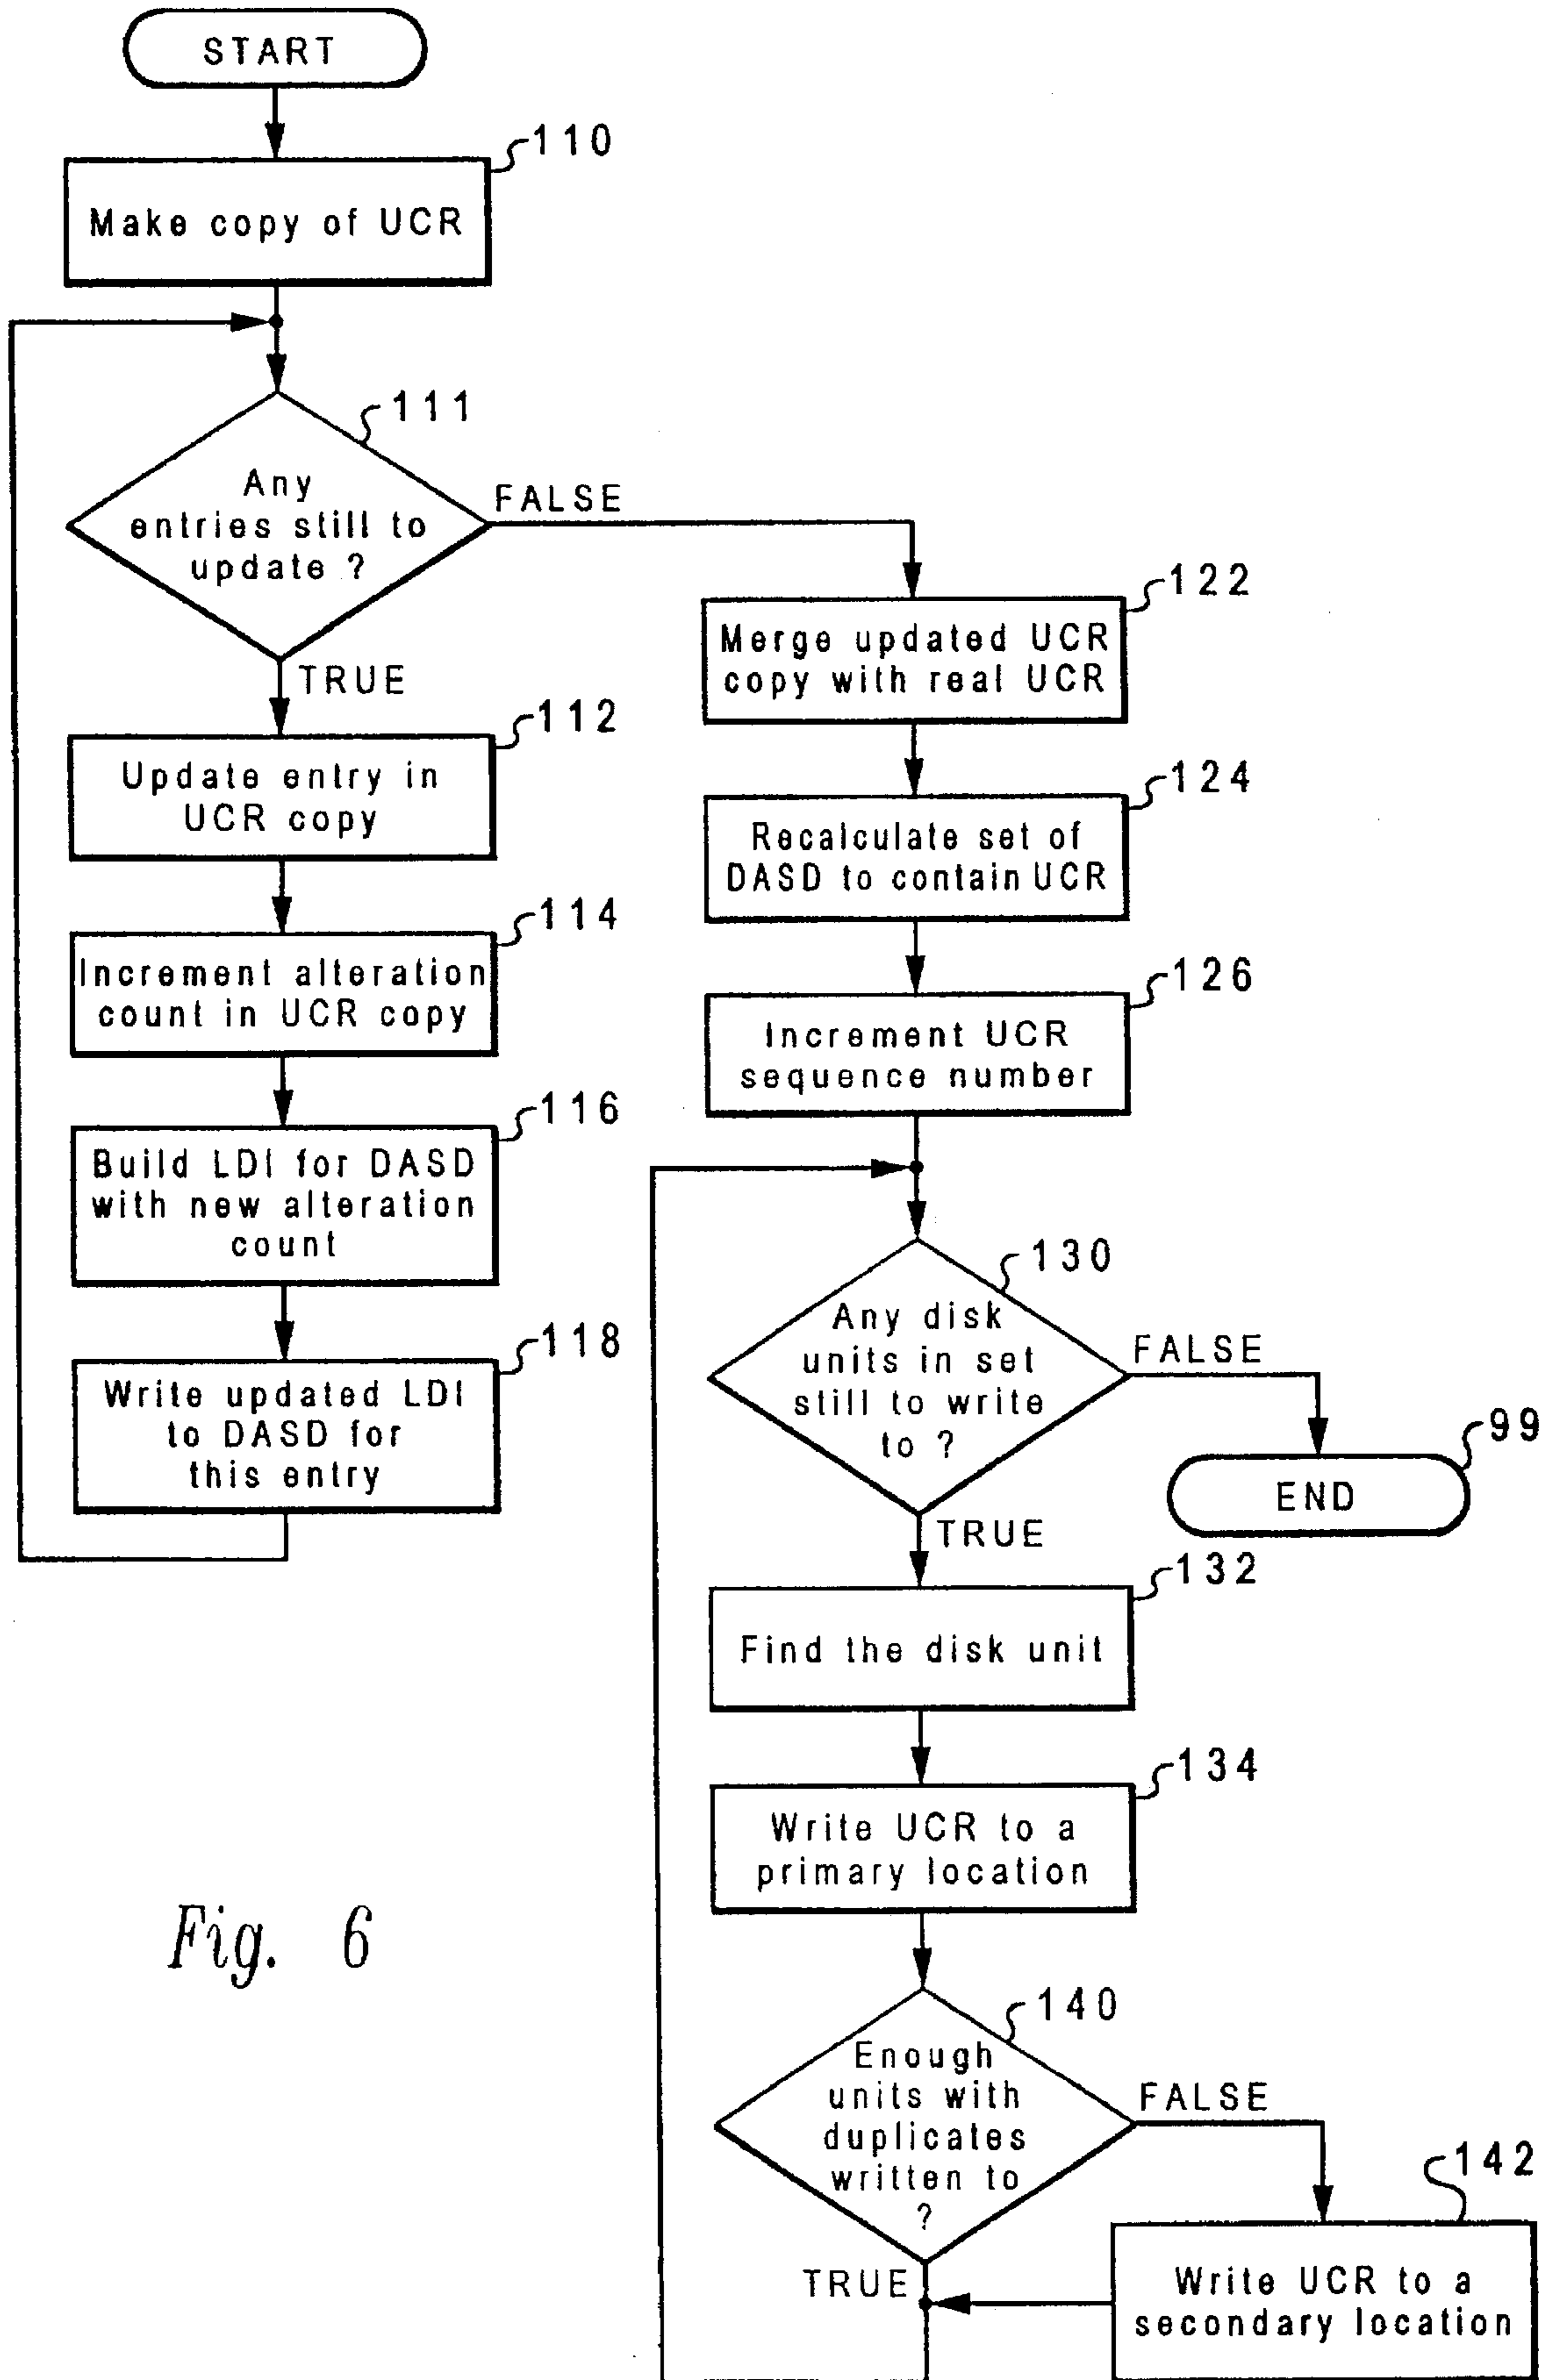 START
110
Make copy of UCR
111
Any
entries still to
update ?
FALSE
TRUE
112
Update entry in
UCR copy
114
Increment alteration
count in UCR copy
116
Build LDI for DASD
with new alteration
count
118
Write updated LDI
to DASD for
this entry
122
Merge updated UCR
copy with real UCR
124
Recalculate set of
DASD to contain UCR
126
Increment UCR
sequence number
130
Any disk
units in set
still to write
to ?
FALSE
99
END
TRUE
132
Find the disk unit
134
Write UCR to a
primary location
140
Enough
units with
duplicates
written to
?
FALSE
142
TRUE
Write UCR to a
secondary location
Fig. 6